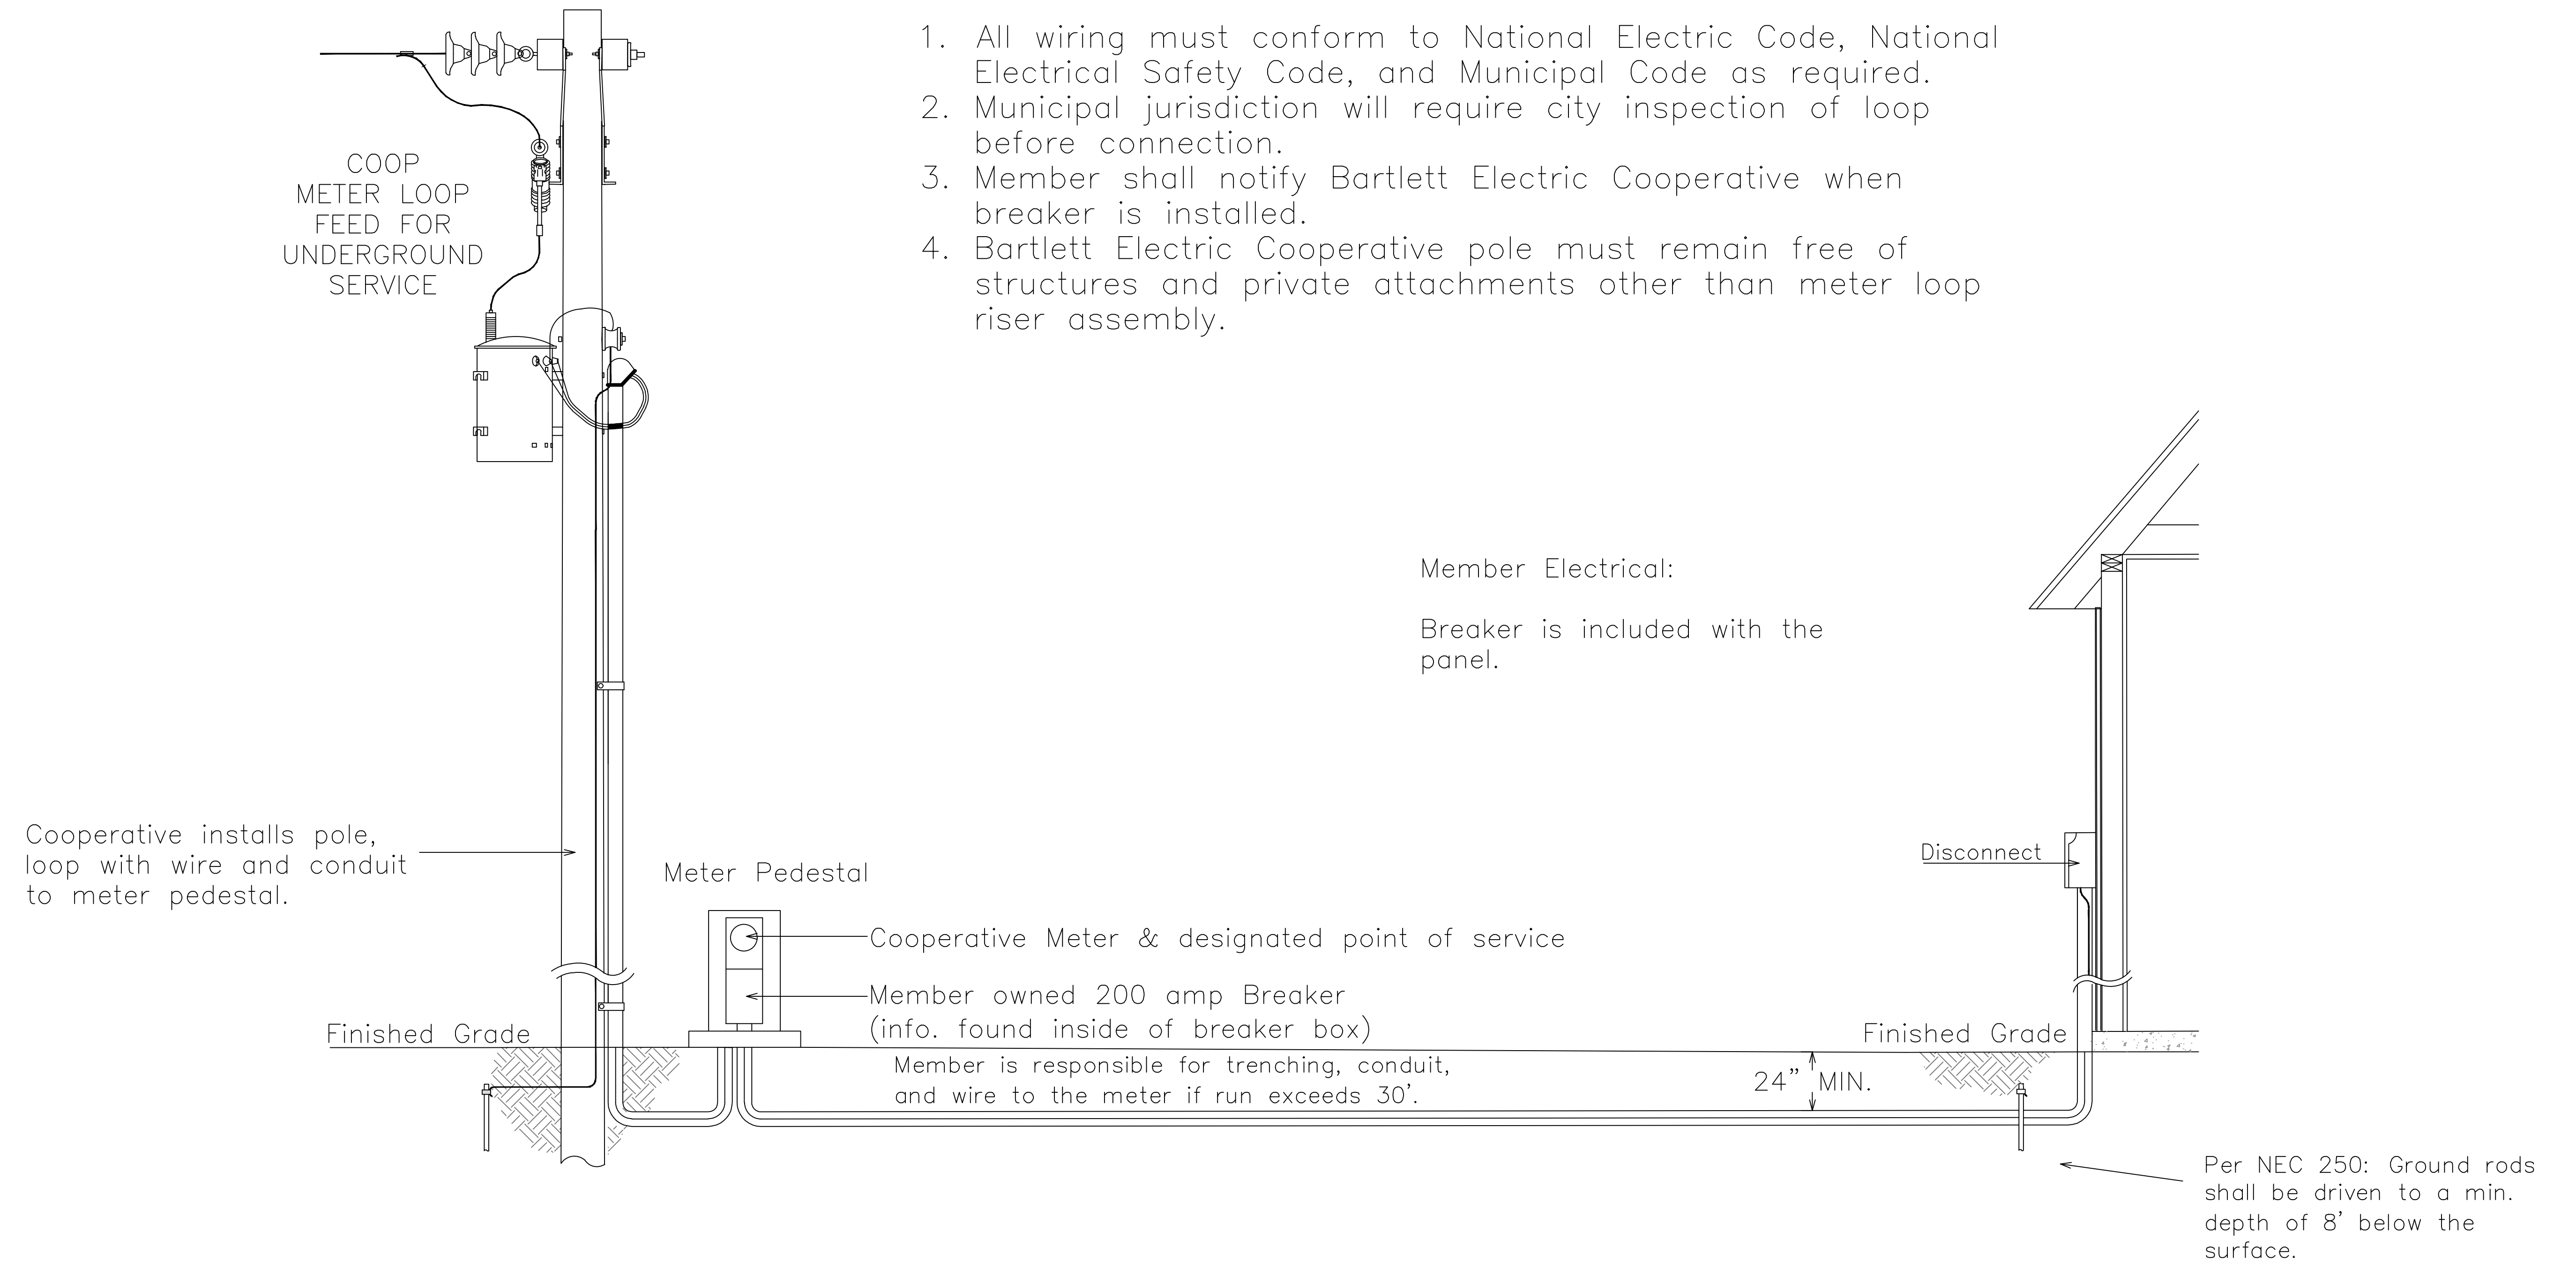 1. All wiring must conform to National Electric Code, National
Electrical Safety Code, and Municipal Code as required.
2. Municipal jurisdiction will require city inspection of loop
before connection.
3. Member shall notify Bartlett Electric Cooperative when
breaker is installed.
4. Bartlett Electric Cooperative pole must remain free of
structures and private attachments other than meter loop
riser assembly.
COOP
METER LOOP
FEED FOR
UNDERGROUND
SERVICE
Member Electrical:
Breaker is included with the
panel.
Cooperative installs pole,
loop with wire and conduit
to meter pedestal.
Meter Pedestal
Disconnect
Cooperative Meter & designated point of service
Member owned 200 amp Breaker
(info. found inside of breaker box)
Finished Grade
Finished Grade
Member is responsible for trenching, conduit,
and wire to the meter if run exceeds 30'.
24" MIN.
Per NEC 250: Ground rods
shall be driven to a min.
depth of 8' below the
surface.